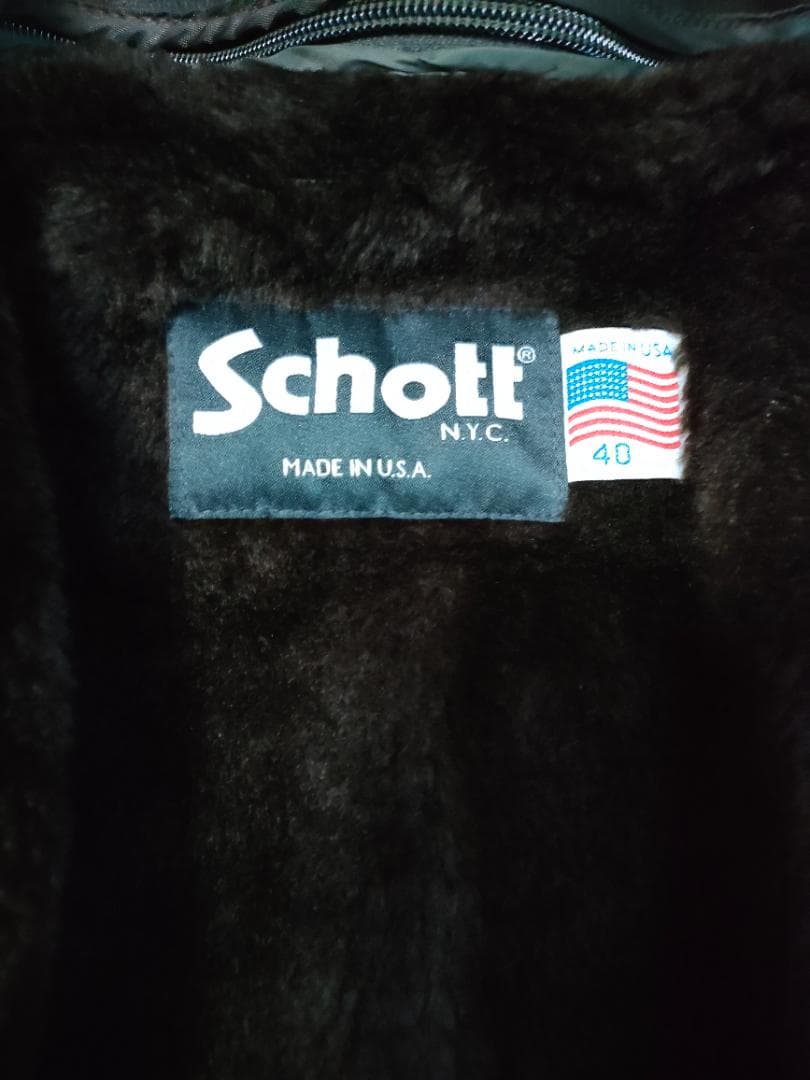 Schott®
N.Y.C.
MADE IN U.S.A.
MADE IN USA
40